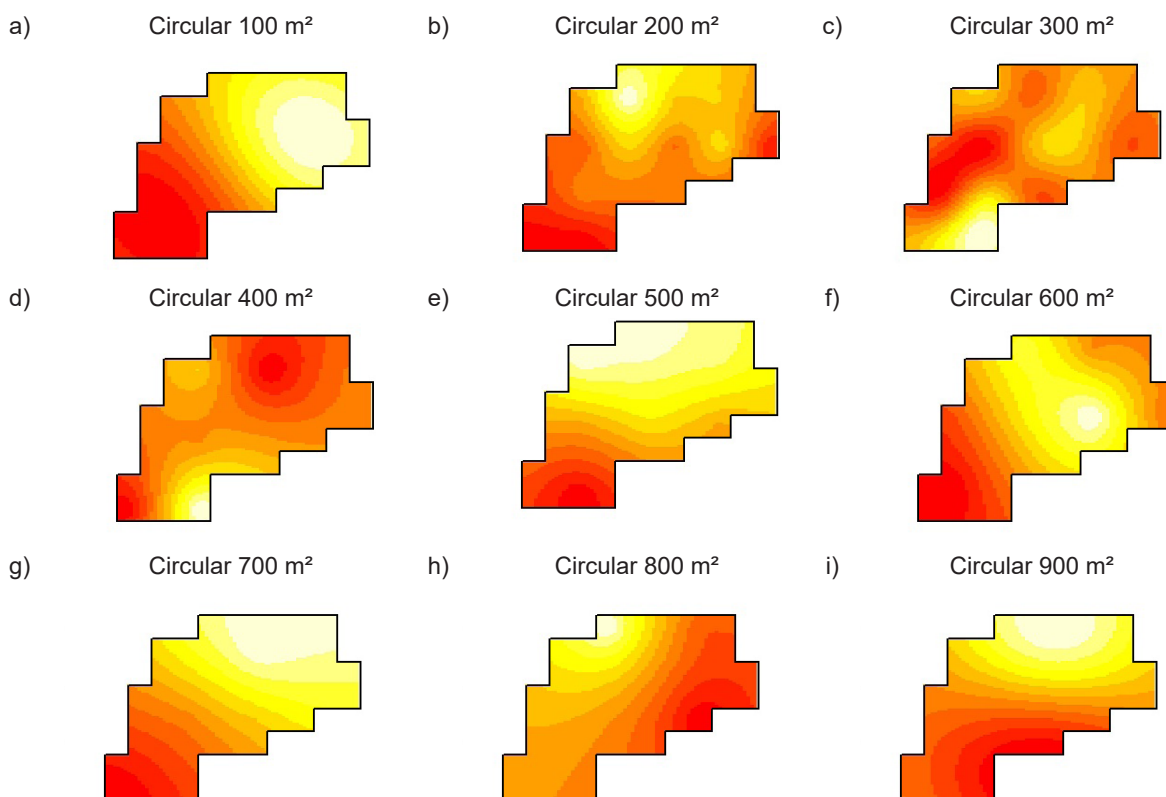 a) Circular 100 m²
b) Circular 200 m²
c) Circular 300 m²
d) Circular 400 m²
e) Circular 500 m²
f) Circular 600 m²
g) Circular 700 m²
h) Circular 800 m²
i) Circular 900 m²